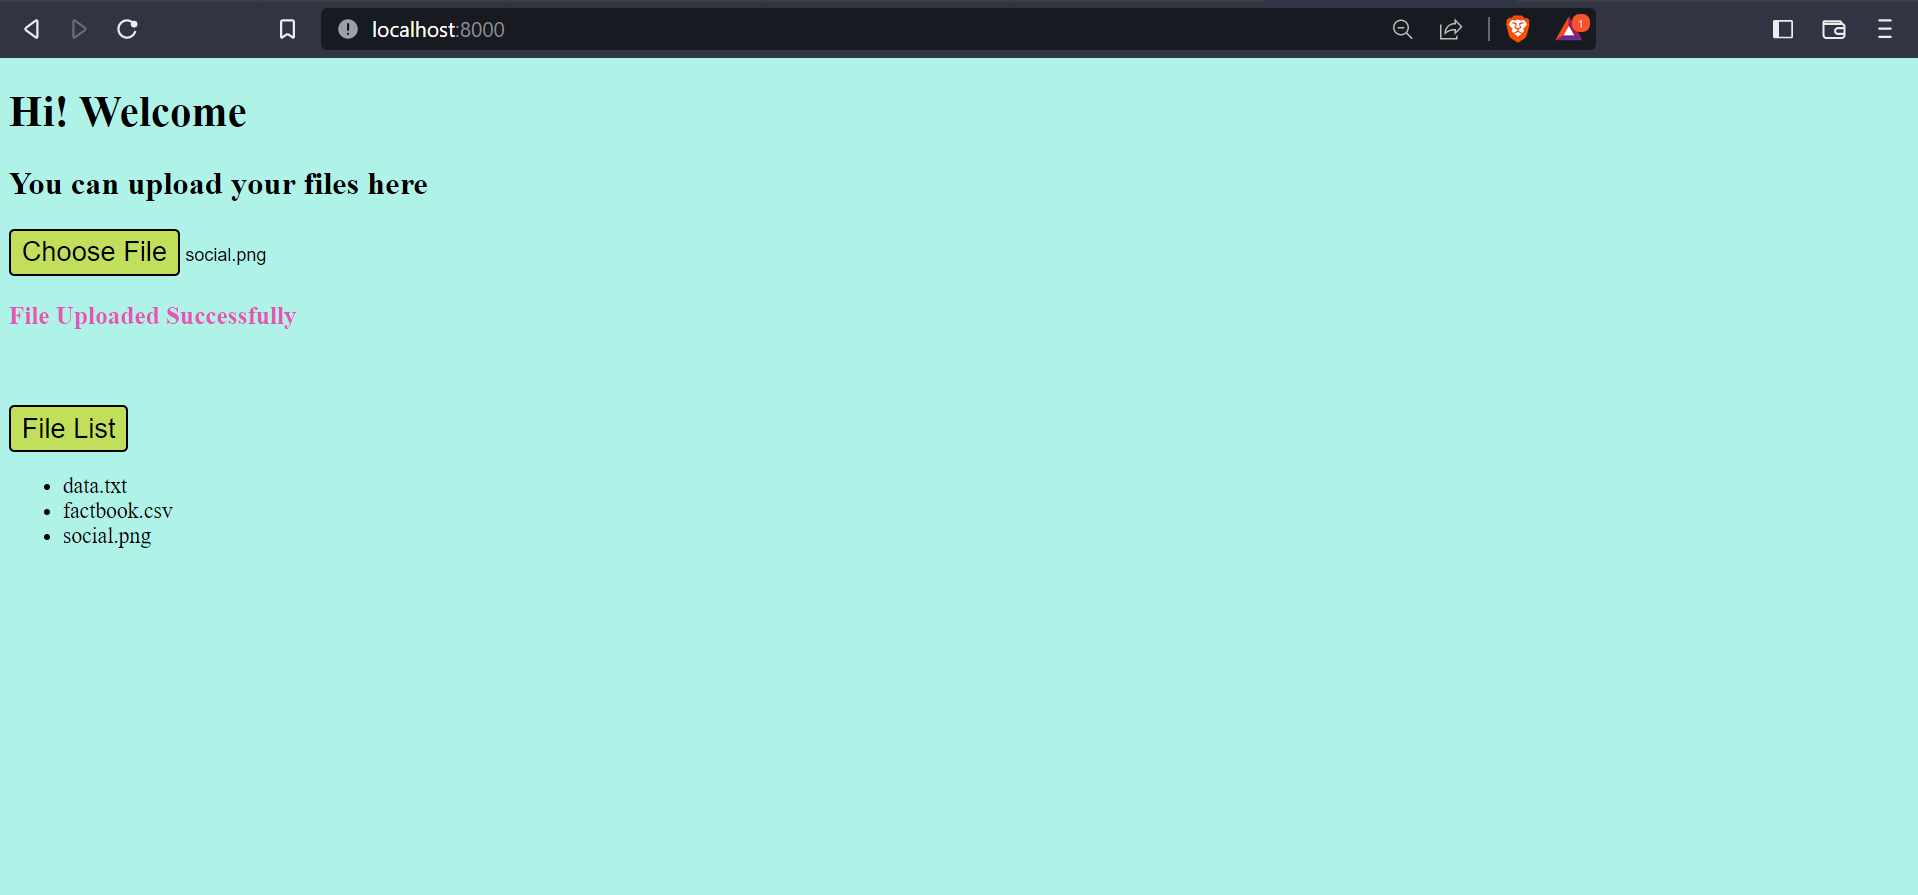 localhost:8000
1
Hi! Welcome
You can upload your files here
Choose File social.png
File Uploaded Successfully
File List
data.txt
factbook.csv
social.png